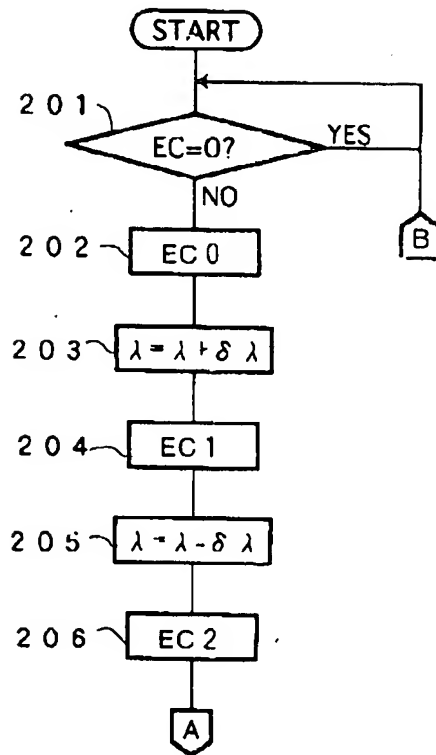 START
201
EC=0?
YES
NO
B
202
EC0
203
λ=λ+δλ
204
EC1
205
λ=λ-δλ
206
EC2
A